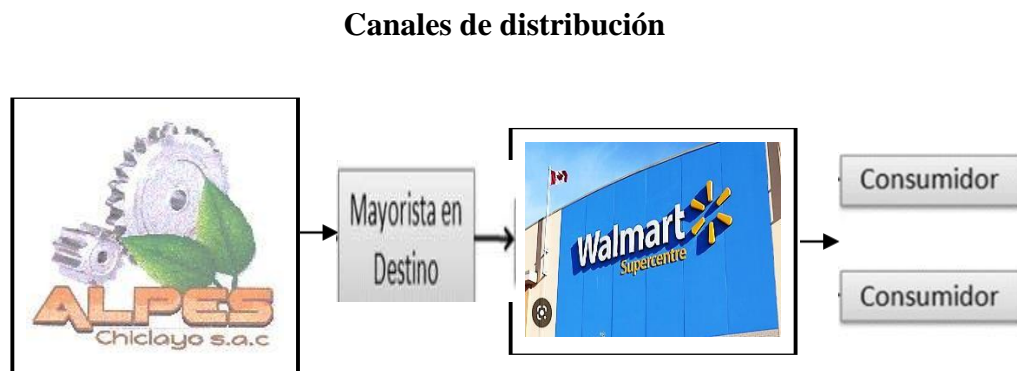 Canales de distribución
ALPES
Chiclayo s.a.c
Mayorista en
Destino
Walmart
Supercentre
Consumidor
Consumidor